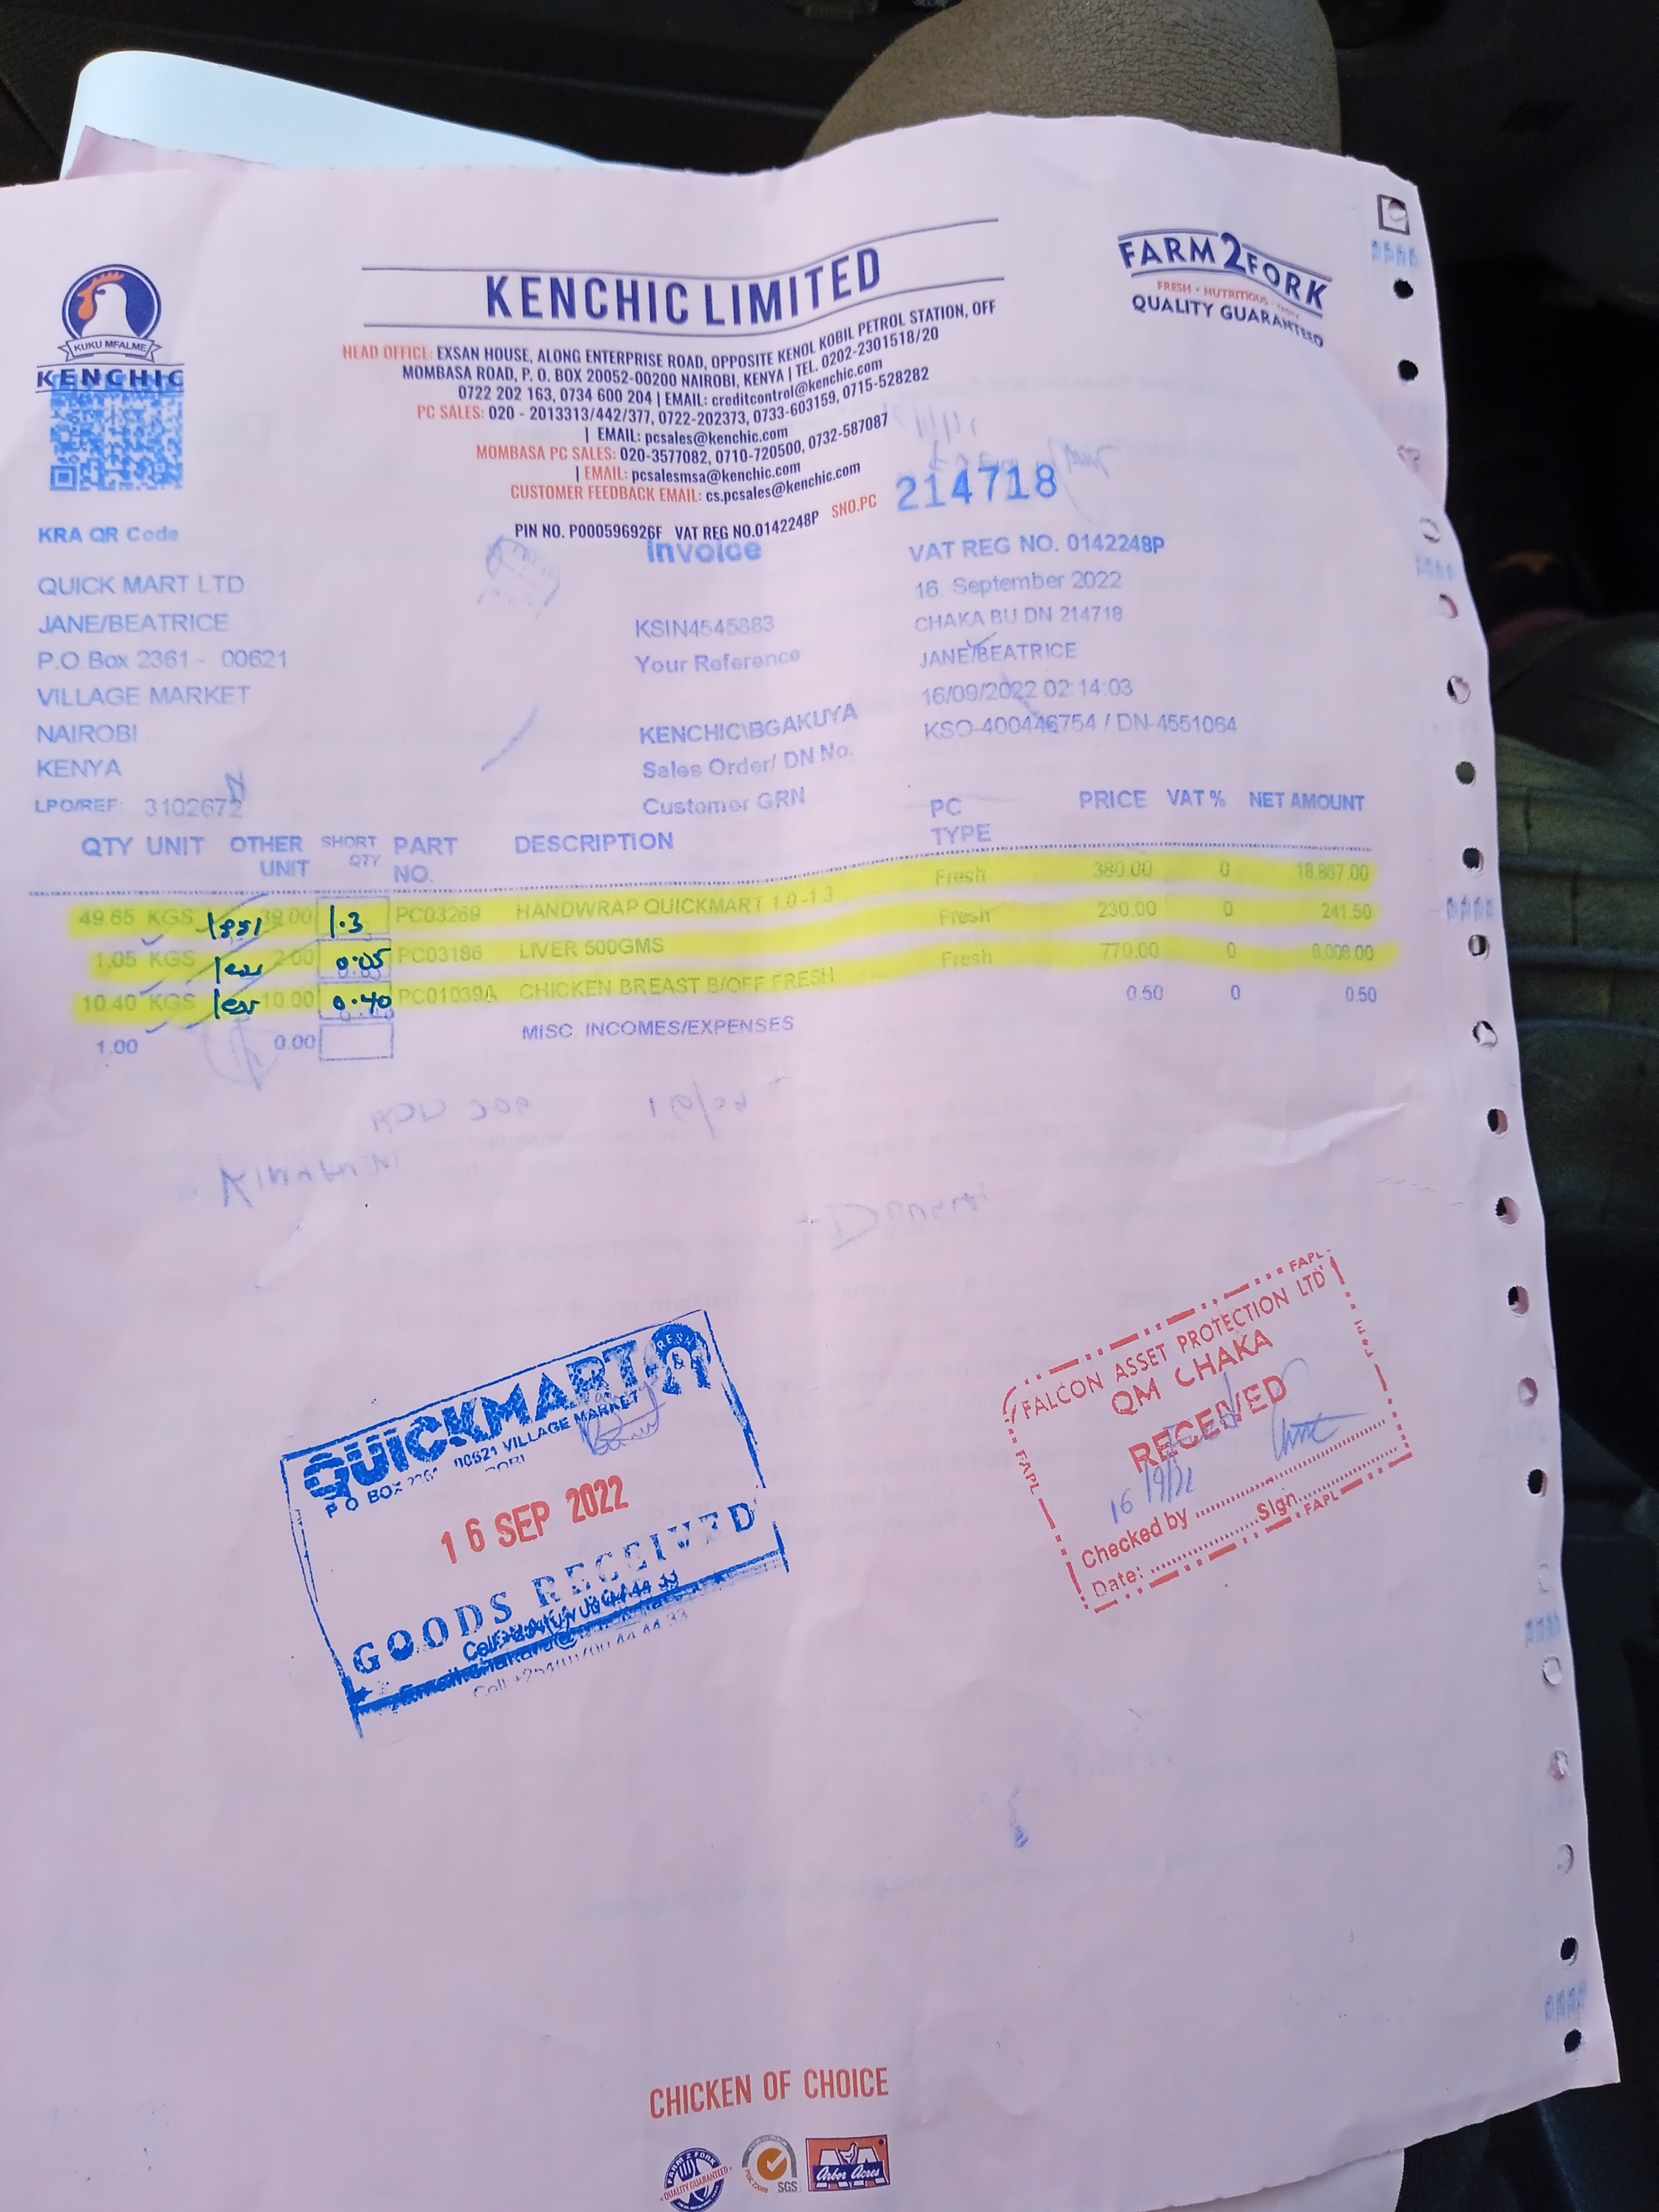 KENCHIC LIMITED
FARM2FORK
FRESH • NUTRITIOUS • TASTY
QUALITY GUARANTEED
KUKU MFALME
KENCHIC
HEAD OFFICE: EXSAN HOUSE, ALONG ENTERPRISE ROAD, OPPOSITE KENOL KOBIL PETROL STATION, OFF
MOMBASA ROAD, P. O. BOX 20052-00200 NAIROBI, KENYA | TEL. 0202-2301518/20
0722 202 163, 0734 600 204 | EMAIL: creditcontrol@kenchic.com
PC SALES: 020 - 2013313/442/377, 0722-202373, 0733-603159, 0715-528282
| EMAIL: pcsales@kenchic.com
MOMBASA PC SALES: 020-3577082, 0710-720500, 0732-587087
| EMAIL: pcsalesmsa@kenchic.com
CUSTOMER FEEDBACK EMAIL: cs.pcsales@kenchic.com
PIN NO. P000596926F VAT REG NO.0142248P SNO.PC 214718
KRA QR Code
Invoice
VAT REG NO. 0142248P
QUICK MART LTD
16. September 2022
JANE/BEATRICE
KSIN4545883
CHAKA BU DN 214718
P.O Box 2361 - 00621
Your Reference
JANE/BEATRICE
VILLAGE MARKET
16/09/2022 02:14:03
NAIROBI
KENCHIC\BGAKUYA
KSO-400446754 / DN-4551064
KENYA
Sales Order/ DN No.
LPO/REF: 3102672
Customer GRN
QTY UNIT OTHER UNIT SHORT QTY PART NO. DESCRIPTION PC TYPE PRICE VAT % NET AMOUNT
49.65 KGS less 39.00 1.3 PC03269 HANDWRAP QUICKMART 1.0-1.3 Fresh 380.00 0 18,867.00
1.05 KGS less 2.00 0.05 PC03186 LIVER 500GMS Fresh 230.00 0 241.50
10.40 KGS less 10.00 0.40 PC01039A CHICKEN BREAST B/OFF FRESH Fresh 770.00 0 8,008.00
1.00 0.00 MISC. INCOMES/EXPENSES 0.50 0 0.50
QUICKMART
FRESH &
P O BOX 2361 00621 VILLAGE MARKET
16 SEP 2022
GOODS RECEIVED
FAPL
FALCON ASSET PROTECTION LTD
QM CHAKA
RECEIVED
16/9/22
Checked by Sign
Date: FAPL
FAPL
CHICKEN OF CHOICE
FARM 2 FORK
QUALITY GUARANTEED
SGS
AA
Arbor Acres